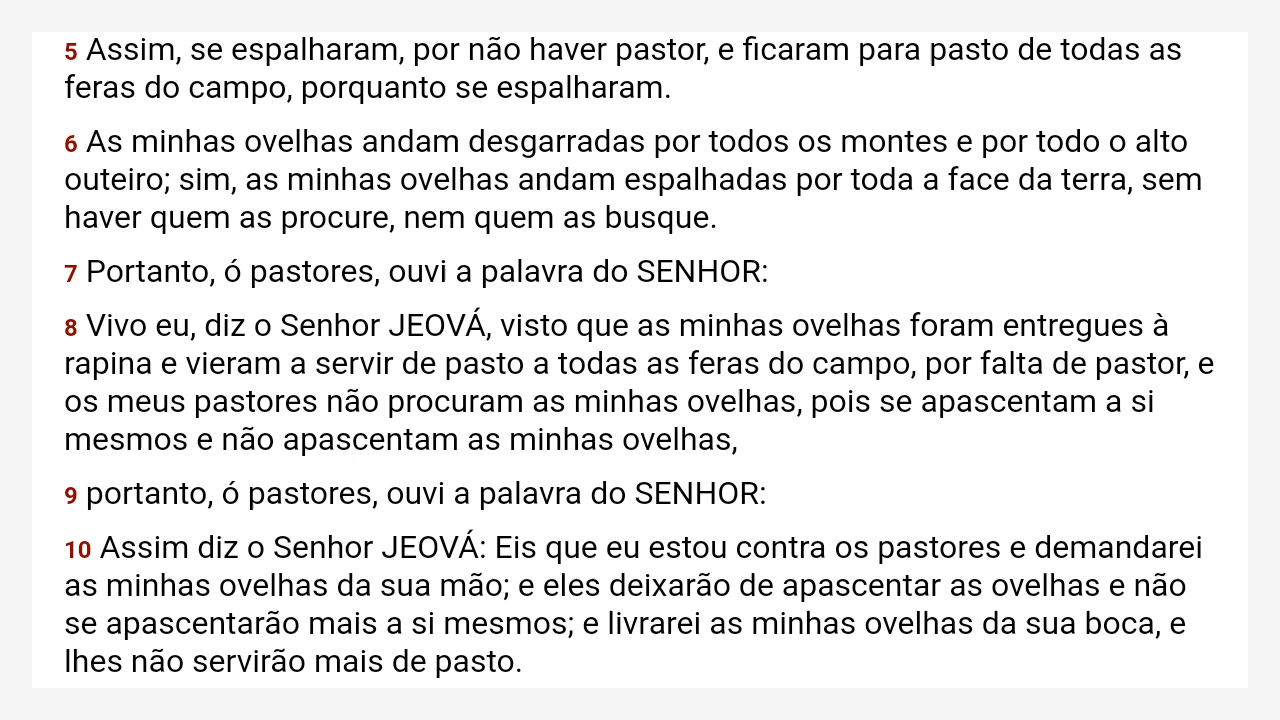 5 Assim, se espalharam, por não haver pastor, e ficaram para pasto de todas as
feras do campo, porquanto se espalharam.
6 As minhas ovelhas andam desgarradas por todos os montes e por todo o alto
outeiro; sim, as minhas ovelhas andam espalhadas por toda a face da terra, sem
haver quem as procure, nem quem as busque.
7 Portanto, ó pastores, ouvi a palavra do SENHOR:
8 Vivo eu, diz o Senhor JEOVÁ, visto que as minhas ovelhas foram entregues à
rapina e vieram a servir de pasto a todas as feras do campo, por falta de pastor, e
os meus pastores não procuram as minhas ovelhas, pois se apascentam a si
mesmos e não apascentam as minhas ovelhas,
9 portanto, ó pastores, ouvi a palavra do SENHOR:
10 Assim diz o Senhor JEOVÁ: Eis que eu estou contra os pastores e demandarei
as minhas ovelhas da sua mão; e eles deixarão de apascentar as ovelhas e não
se apascentarão mais a si mesmos; e livrarei as minhas ovelhas da sua boca, e
lhes não servirão mais de pasto.